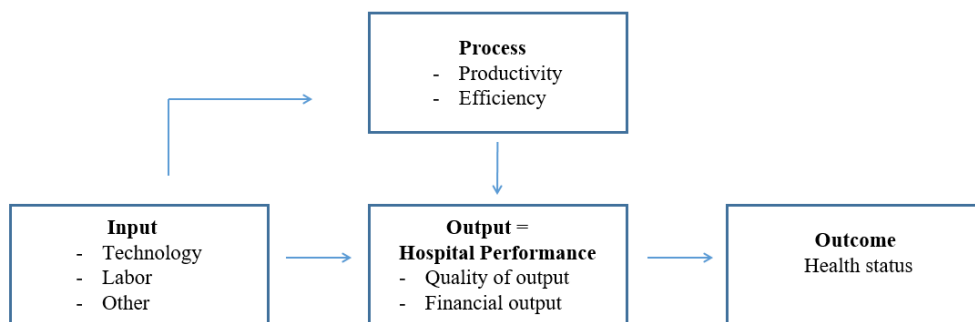 Process
- Productivity
- Efficiency
Input
- Technology
- Labor
- Other
Output =
Hospital Performance
- Quality of output
- Financial output
Outcome
Health status